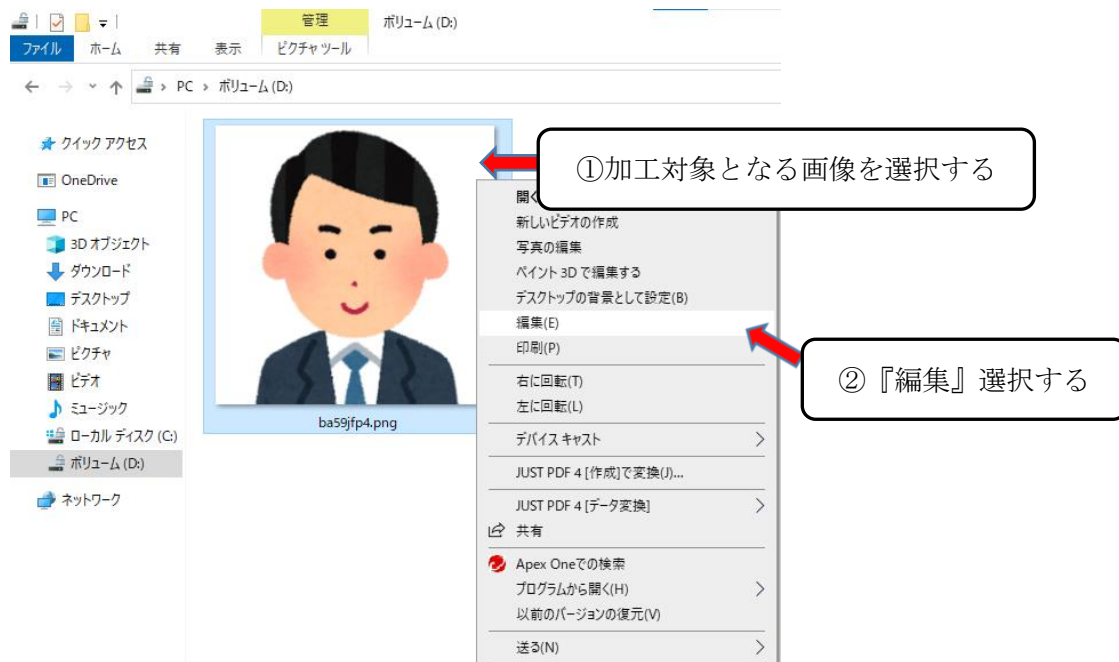 管理
ボリューム (D:)
ファイル
ホーム
共有
表示
ピクチャ ツール
PC › ボリューム (D:)
クイック アクセス
OneDrive
PC
3D オブジェクト
ダウンロード
デスクトップ
ドキュメント
ピクチャ
ビデオ
ミュージック
ローカル ディスク (C:)
ボリューム (D:)
ネットワーク
ba59jfp4.png
①加工対象となる画像を選択する
開く
新しいビデオの作成
写真の編集
ペイント 3D で編集する
デスクトップの背景として設定(B)
編集(E)
印刷(P)
②『編集』選択する
右に回転(T)
左に回転(L)
デバイス キャスト
JUST PDF 4 [作成]で変換(J)...
JUST PDF 4 [データ変換]
共有
Apex Oneでの検索
プログラムから開く(H)
以前のバージョンの復元(V)
送る(N)